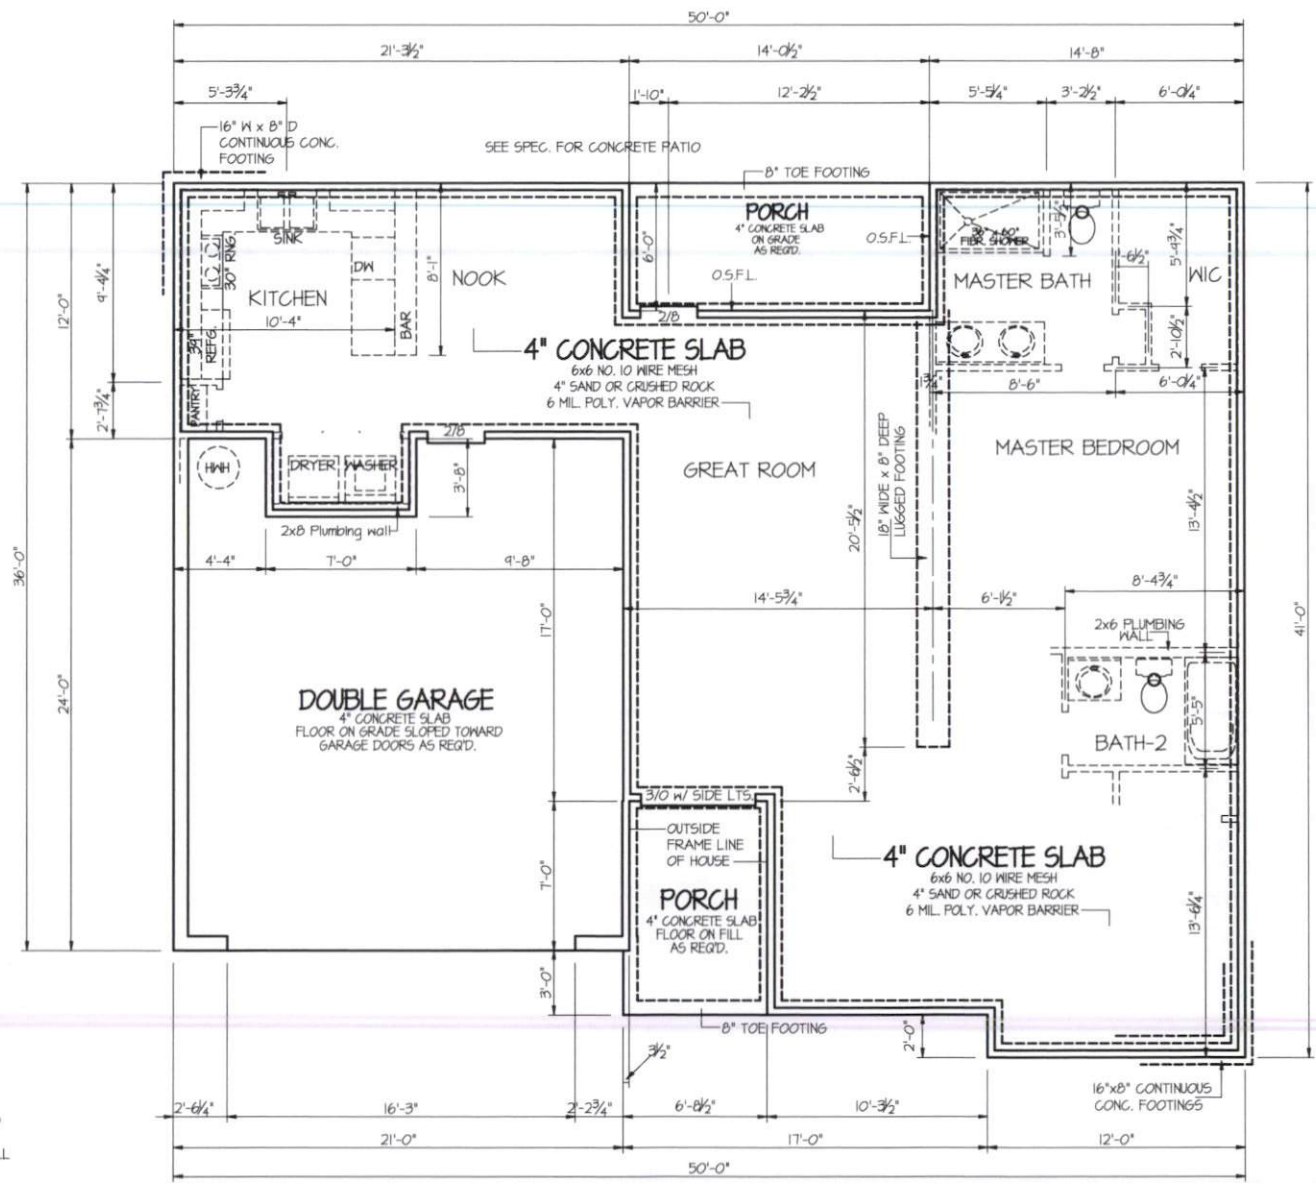 50'-0"
21'-3½" 14'-0½" 14'-8"
5'-3¾" 1'-10" 12'-2½" 5'-5¼" 3'-2½" 6'-0¼"
16" W x 8" D
CONTINUOUS CONC.
FOOTING
SEE SPEC. FOR CONCRETE PATIO
8" TOE FOOTING
PORCH
4" CONCRETE SLAB
ON GRADE
AS REQ'D.
O.S.F.L.
O.S.F.L.
6'-0"
2/8
SINK
30" RNG
DW
KITCHEN
10'-4"
BAR
8'-1"
NOOK
39"
REFG.
PANTRY
12'-0"
9'-4¼"
2'-7¾"
36" x 60"
FIBR. SHOWER
MASTER BATH
WIC
5'-9¾"
2'-10½"
8'-6" 6'-0¼"
4" CONCRETE SLAB
6x6 NO. 10 WIRE MESH
4" SAND OR CRUSHED ROCK
6 MIL. POLY. VAPOR BARRIER
HWH
DRYER
WASHER
2/8
3'-8"
2x8 Plumbing wall
4'-4" 7'-0" 9'-8"
GREAT ROOM
18" WIDE x 8" DEEP
LUGGED FOOTING
20'-5½"
MASTER BEDROOM
13'-4½"
36'-0"
24'-0"
41'-0"
17'-0"
14'-5¾" 6'-1½"
8'-4¾"
2x6 PLUMBING
WALL
5'-5"
BATH-2
2'-6½"
DOUBLE GARAGE
4" CONCRETE SLAB
FLOOR ON GRADE SLOPED TOWARD
GARAGE DOORS AS REQ'D.
3/0 W/ SIDE LTS.
OUTSIDE
FRAME LINE
OF HOUSE
7'-0"
PORCH
4" CONCRETE SLAB
FLOOR ON FILL
AS REQ'D.
4" CONCRETE SLAB
6x6 NO. 10 WIRE MESH
4" SAND OR CRUSHED ROCK
6 MIL. POLY. VAPOR BARRIER
13'-6¼"
3'-0"
8" TOE FOOTING
2'-0"
3½"
16"x8" CONTINUOUS
CONC. FOOTINGS
2'-6¼" 16'-3" 2'-2¾" 6'-8½" 10'-3½"
21'-0" 17'-0" 12'-0"
50'-0"